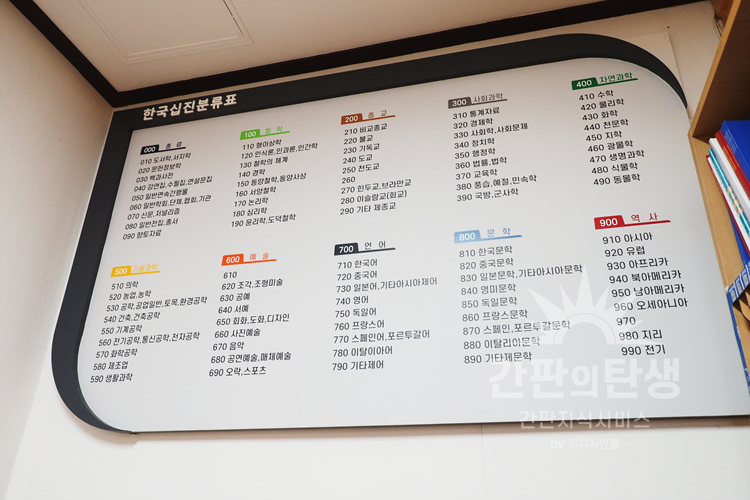 한국십진분류표
000 총 류
010 도서학,서지학
020 문헌정보학
030 백과사전
040 강연집,수필집,연설문집
050 일반연속간행물
060 일반학회,단체,협회,기관
070 신문,저널리즘
080 일반전집,총서
090 향토자료
100 철 학
110 형이상학
120 인식론,인과론,인간학
130 철학의 체계
140 경학
150 동양철학,동양사상
160 서양철학
170 논리학
180 심리학
190 윤리학,도덕철학
200 종 교
210 비교종교
220 불교
230 기독교
240 도교
250 천도교
260
270 힌두교,브라만교
280 이슬람교(회교)
290 기타 제종교
300 사회과학
310 통계자료
320 경제학
330 사회학,사회문제
340 정치학
350 행정학
360 법률,법학
370 교육학
380 풍습,예절,민속학
390 국방,군사학
400 자연과학
410 수학
420 물리학
430 화학
440 천문학
450 지학
460 광물학
470 생명과학
480 식물학
490 동물학
500 기술과학
510 의학
520 농업,농학
530 공학,공업일반,토목,환경공학
540 건축,건축공학
550 기계공학
560 전기공학,통신공학,전자공학
570 화학공학
580 제조업
590 생활과학
600 예 술
610
620 조각,조형미술
630 공예
640 서예
650 회화,도화,디자인
660 사진예술
670 음악
680 공연예술,매체예술
690 오락,스포츠
700 언 어
710 한국어
720 중국어
730 일본어,기타아시아제어
740 영어
750 독일어
760 프랑스어
770 스페인어,포르투갈어
780 이탈리아어
790 기타제어
800 문 학
810 한국문학
820 중국문학
830 일본문학,기타아시아문학
840 영미문학
850 독일문학
860 프랑스문학
870 스페인,포르투갈문학
880 이탈리아문학
890 기타제문학
900 역 사
910 아시아
920 유럽
930 아프리카
940 북아메리카
950 남아메리카
960 오세아니아
970
980 지리
990 전기
간판의탄생
간판지식서비스
by. 위디자인랩